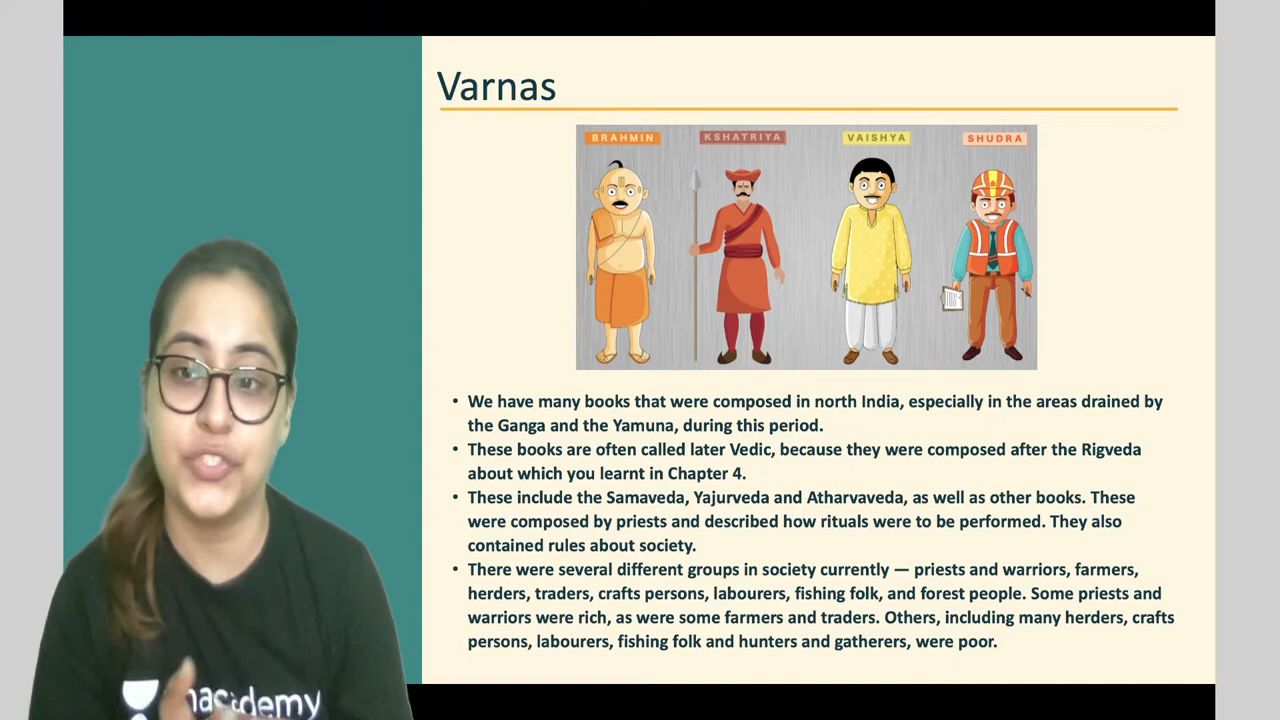 Varnas
BRAHMIN KSHATRIYA VAISHYA SHUDRA
• We have many books that were composed in north India, especially in the areas drained by
the Ganga and the Yamuna, during this period.
• These books are often called later Vedic, because they were composed after the Rigveda
about which you learnt in Chapter 4.
• These include the Samaveda, Yajurveda and Atharvaveda, as well as other books. These
were composed by priests and described how rituals were to be performed. They also
contained rules about society.
• There were several different groups in society currently — priests and warriors, farmers,
herders, traders, crafts persons, labourers, fishing folk, and forest people. Some priests and
warriors were rich, as were some farmers and traders. Others, including many herders, crafts
persons, labourers, fishing folk and hunters and gatherers, were poor.